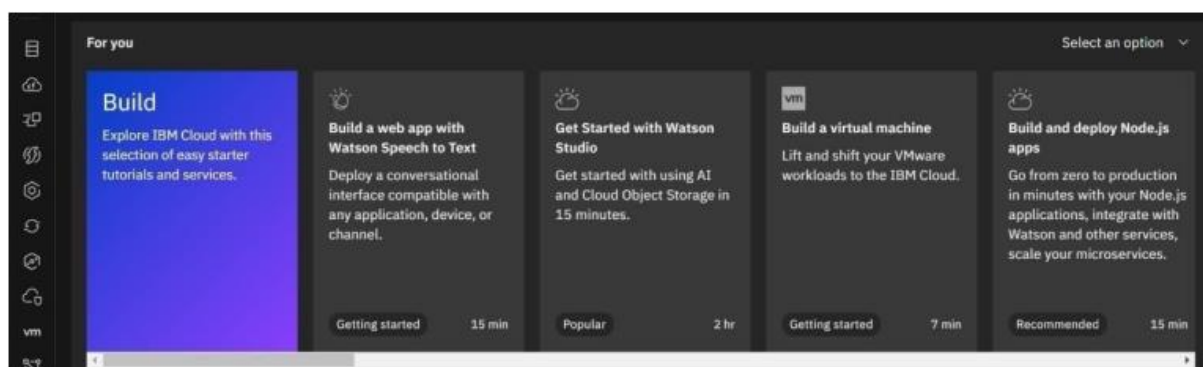 For you
Select an option
Build
Explore IBM Cloud with this
selection of easy starter
tutorials and services.
Build a web app with
Watson Speech to Text
Deploy a conversational
interface compatible with
any application, device, or
channel.
Getting started 15 min
Get Started with Watson
Studio
Get started with using AI
and Cloud Object Storage in
15 minutes.
Popular 2 hr
vm
Build a virtual machine
Lift and shift your VMware
workloads to the IBM Cloud.
Getting started 7 min
Build and deploy Node.js
apps
Go from zero to production
in minutes with your Node.js
applications, integrate with
Watson and other services,
scale your microservices.
Recommended 15 min
vm